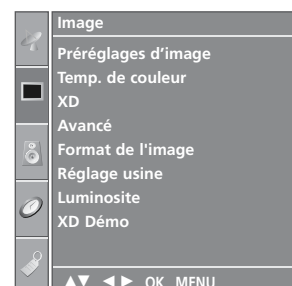 Image
Préréglages d’image
Temp. de couleur
XD
Avancé
Format de l'image
Réglage usine
Luminosite
XD Démo
▲▼ ◄ ► OK MENU